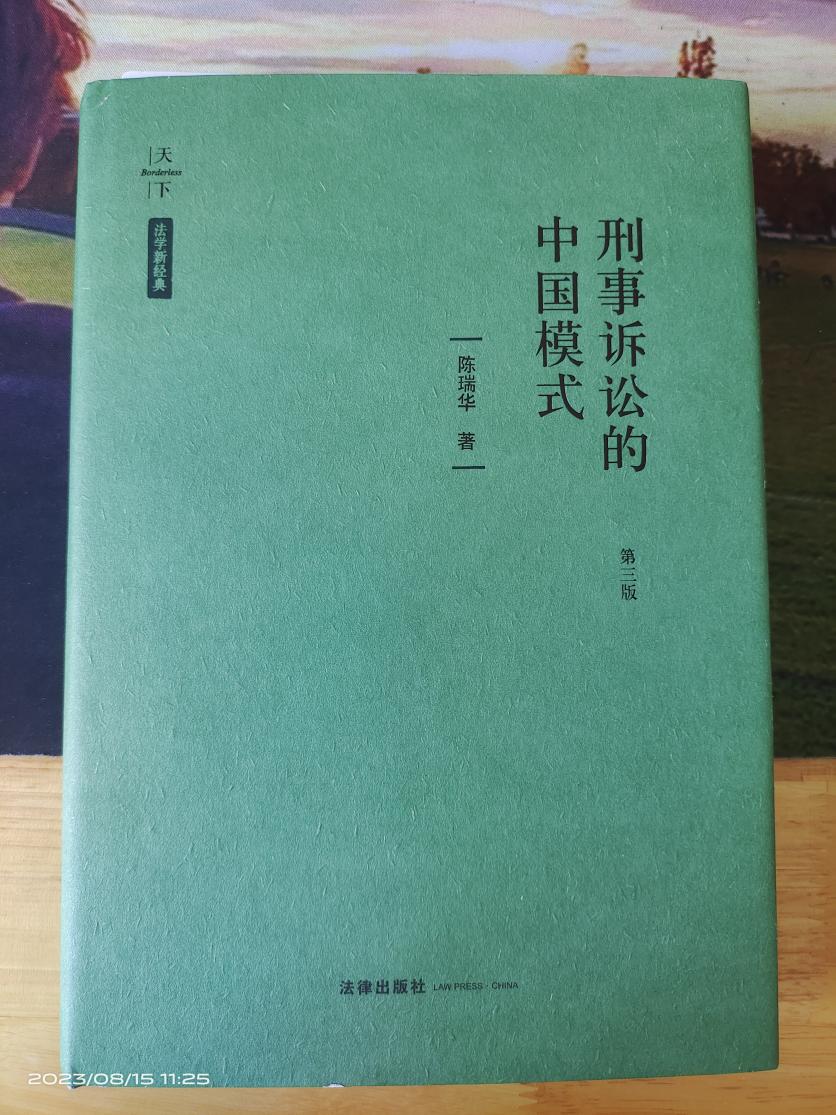 天
Borderless
下
法学新经典
刑事诉讼的
中国模式
第三版
陈瑞华 著
法律出版社 LAW PRESS · CHINA
2023/08/15 11:25